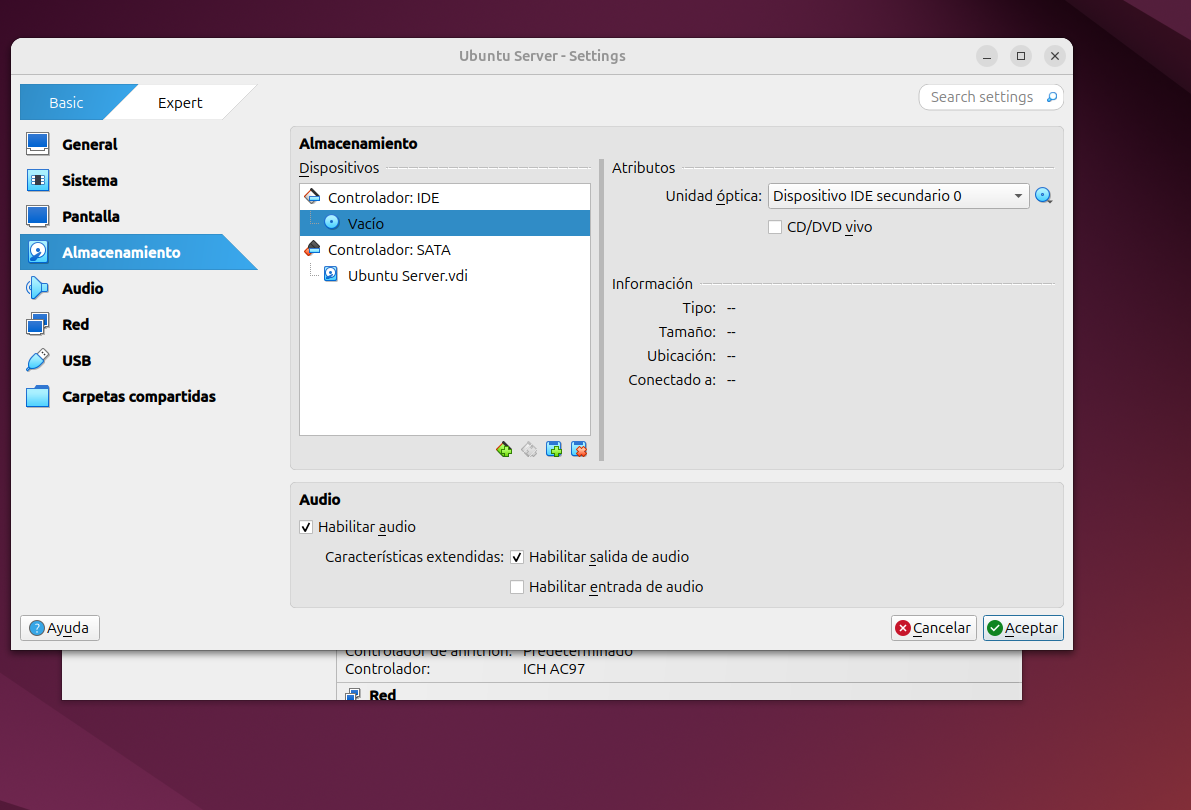 Ubuntu Server - Settings
Basic
Expert
Search settings
General
Sistema
Pantalla
Almacenamiento
Audio
Red
USB
Carpetas compartidas
Almacenamiento
Dispositivos
Controlador: IDE
Vacío
Controlador: SATA
Ubuntu Server.vdi
Atributos
Unidad óptica: Dispositivo IDE secundario 0
CD/DVD vivo
Información
Tipo: --
Tamaño: --
Ubicación: --
Conectado a: --
Audio
Habilitar audio
Características extendidas: Habilitar salida de audio
Habilitar entrada de audio
Ayuda
Cancelar
Aceptar
Controlador de anfitrión: Predeterminado
Controlador: ICH AC97
Red